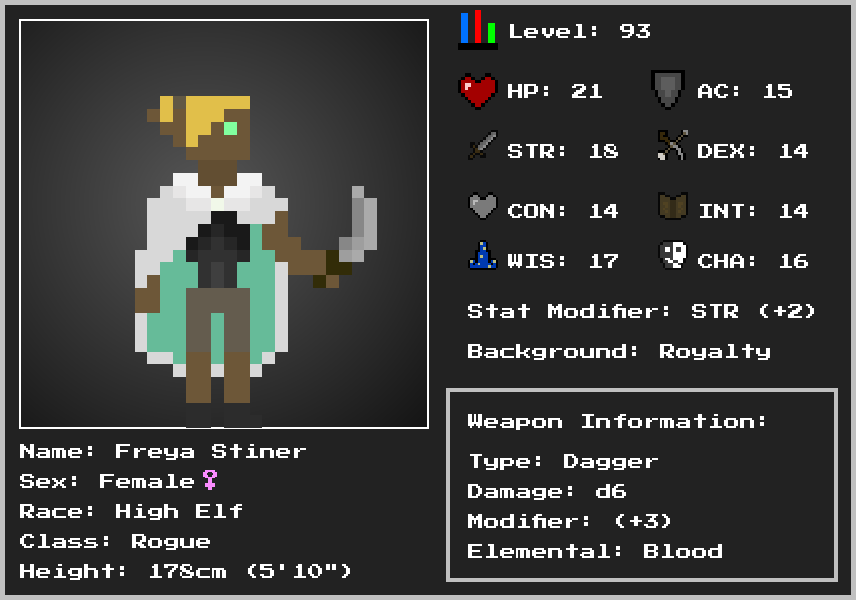 Level: 93
HP: 21 AC: 15
STR: 18 DEX: 14
CON: 14 INT: 14
WIS: 17 CHA: 16
Stat Modifier: STR (+2)
Background: Royalty
Weapon Information:
Type: Dagger
Damage: d6
Modifier: (+3)
Elemental: Blood
Name: Freya Stiner
Sex: Female♀
Race: High Elf
Class: Rogue
Height: 178cm (5'10")